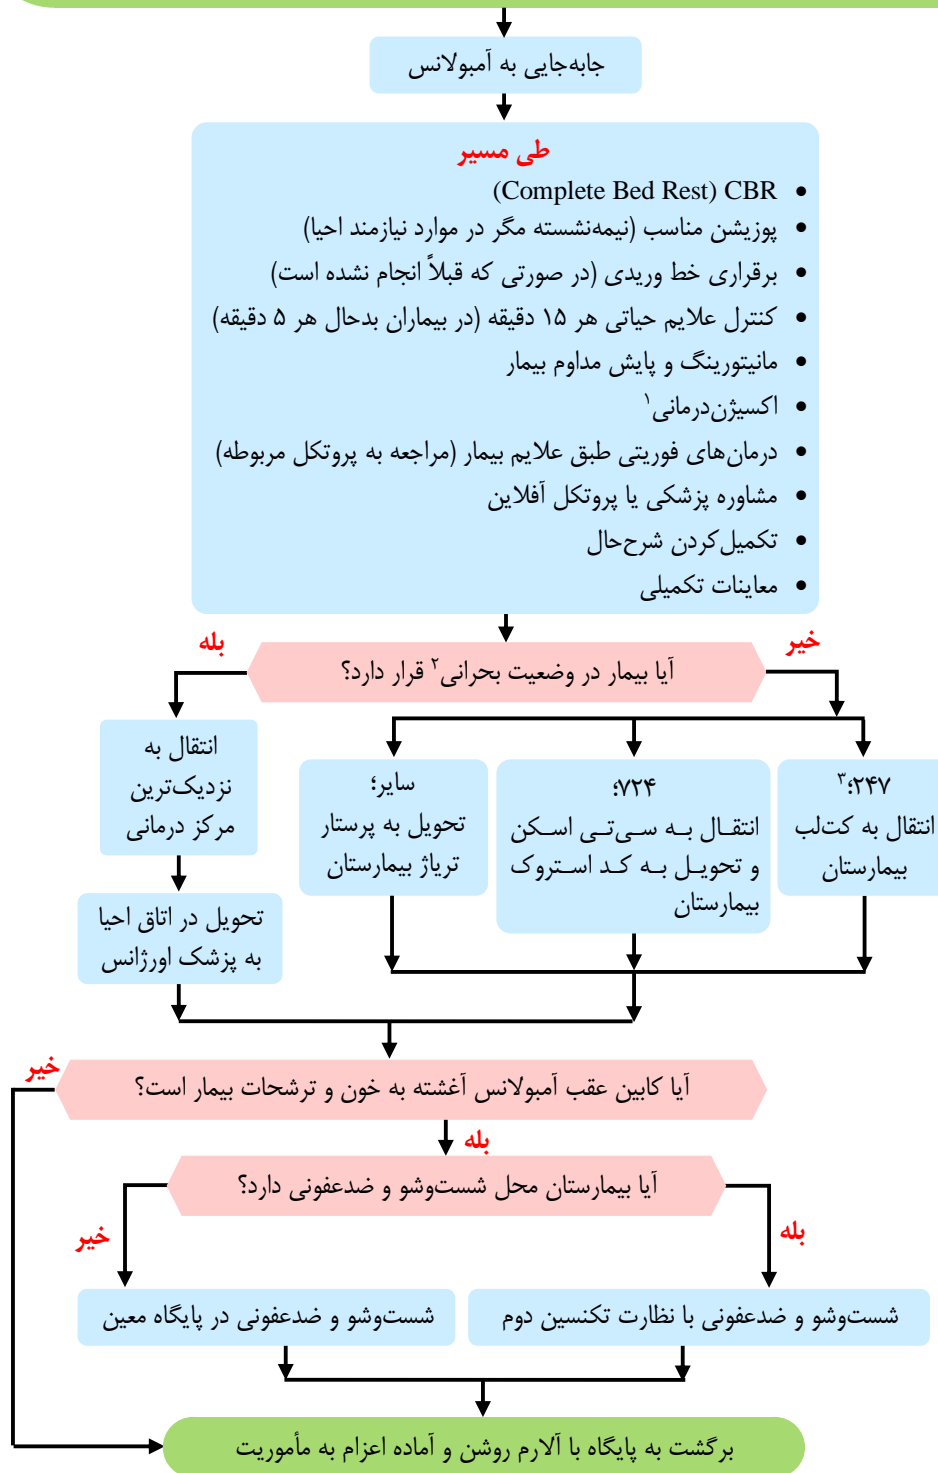 جابه‌جایی به آمبولانس
طی مسیر
• CBR (Complete Bed Rest)
• پوزیشن مناسب (نیمه‌نشسته مگر در موارد نیازمند احیا)
• برقراری خط وریدی (در صورتی که قبلاً انجام نشده است)
• کنترل علایم حیاتی هر ۱۵ دقیقه (در بیماران بدحال هر ۵ دقیقه)
• مانیتورینگ و پایش مداوم بیمار
• اکسیژن‌درمانی۱
• درمان‌های فوریتی طبق علایم بیمار (مراجعه به پروتکل مربوطه)
• مشاوره پزشکی یا پروتکل آفلاین
• تکمیل‌کردن شرح‌حال
• معاینات تکمیلی
آیا بیمار در وضعیت بحرانی۲ قرار دارد؟
خیر
بله
۲۴۷؛۳
انتقال به کت‌لب
بیمارستان
۷۲۴؛
انتقال به سی‌تی اسکن
و تحویل به کد استروک
بیمارستان
سایر؛
تحویل به پرستار
تریاژ بیمارستان
انتقال به
نزدیک‌ترین
مرکز درمانی
تحویل در اتاق احیا
به پزشک اورژانس
آیا کابین عقب آمبولانس آغشته به خون و ترشحات بیمار است؟
خیر
بله
آیا بیمارستان محل شست‌وشو و ضدعفونی دارد؟
بله
خیر
شست‌وشو و ضدعفونی با نظارت تکنسین دوم
شست‌وشو و ضدعفونی در پایگاه معین
برگشت به پایگاه با آلارم روشن و آماده اعزام به مأموریت